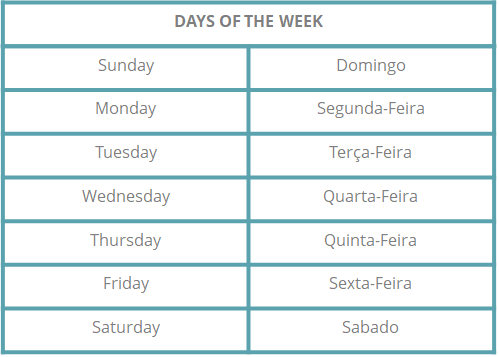 DAYS OF THE WEEK
Sunday Domingo
Monday Segunda-Feira
Tuesday Terça-Feira
Wednesday Quarta-Feira
Thursday Quinta-Feira
Friday Sexta-Feira
Saturday Sabado